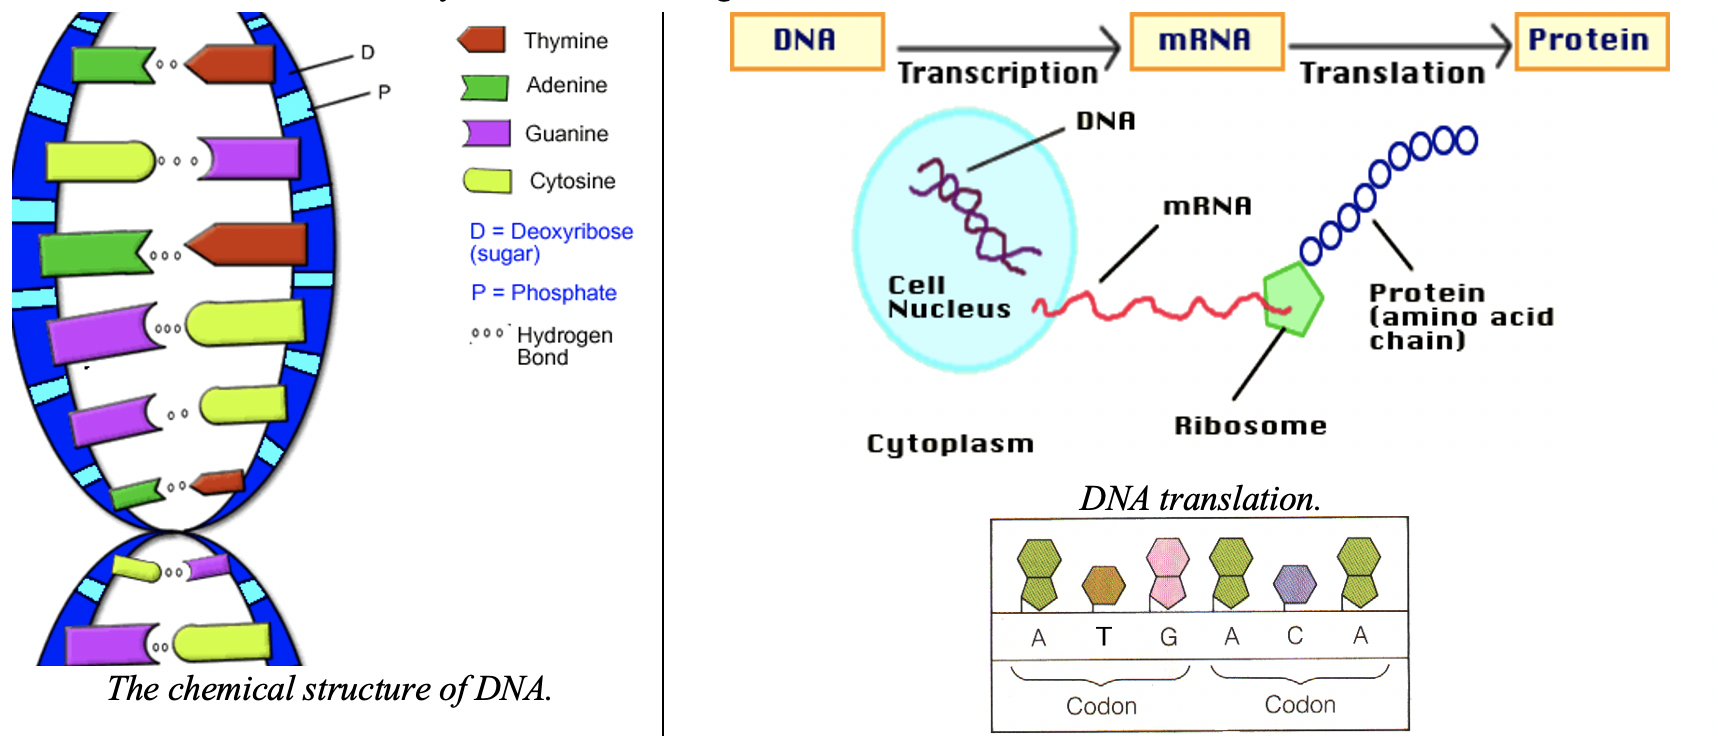 D
P
Thymine
Adenine
Guanine
Cytosine
D = Deoxyribose
(sugar)
P = Phosphate
Hydrogen
Bond
The chemical structure of DNA.
DNA
Transcription
mRNA
Translation
Protein
DNA
mRNA
Cell
Nucleus
Protein
(amino acid
chain)
Ribosome
Cytoplasm
DNA translation.
A T G A C A
Codon Codon